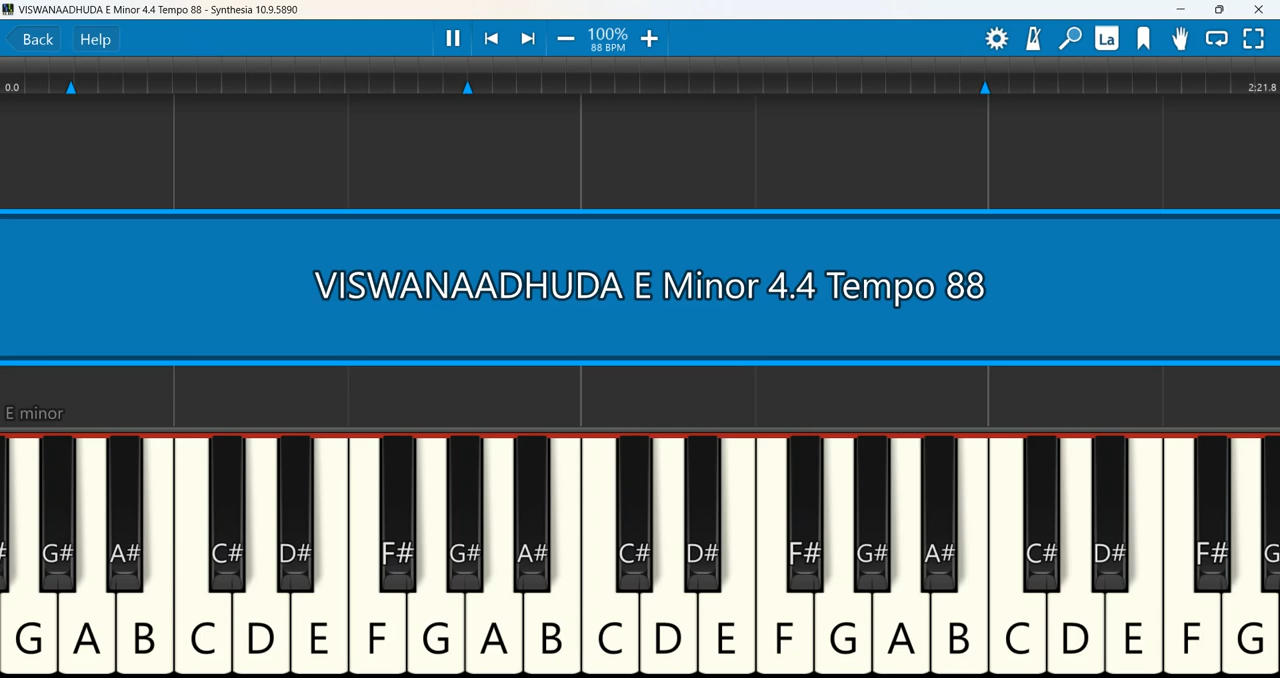 VISWANAADHUDA E Minor 4.4 Tempo 88 - Synthesia 10.9.5890
Back Help 100% La
88 BPM
0.0 2:21.8
VISWANAADHUDA E Minor 4.4 Tempo 88
E minor
# G# A# C# D# F# G# A# C# D# F# G# A# C# D# F# G
G A B C D E F G A B C D E F G A B C D E F G